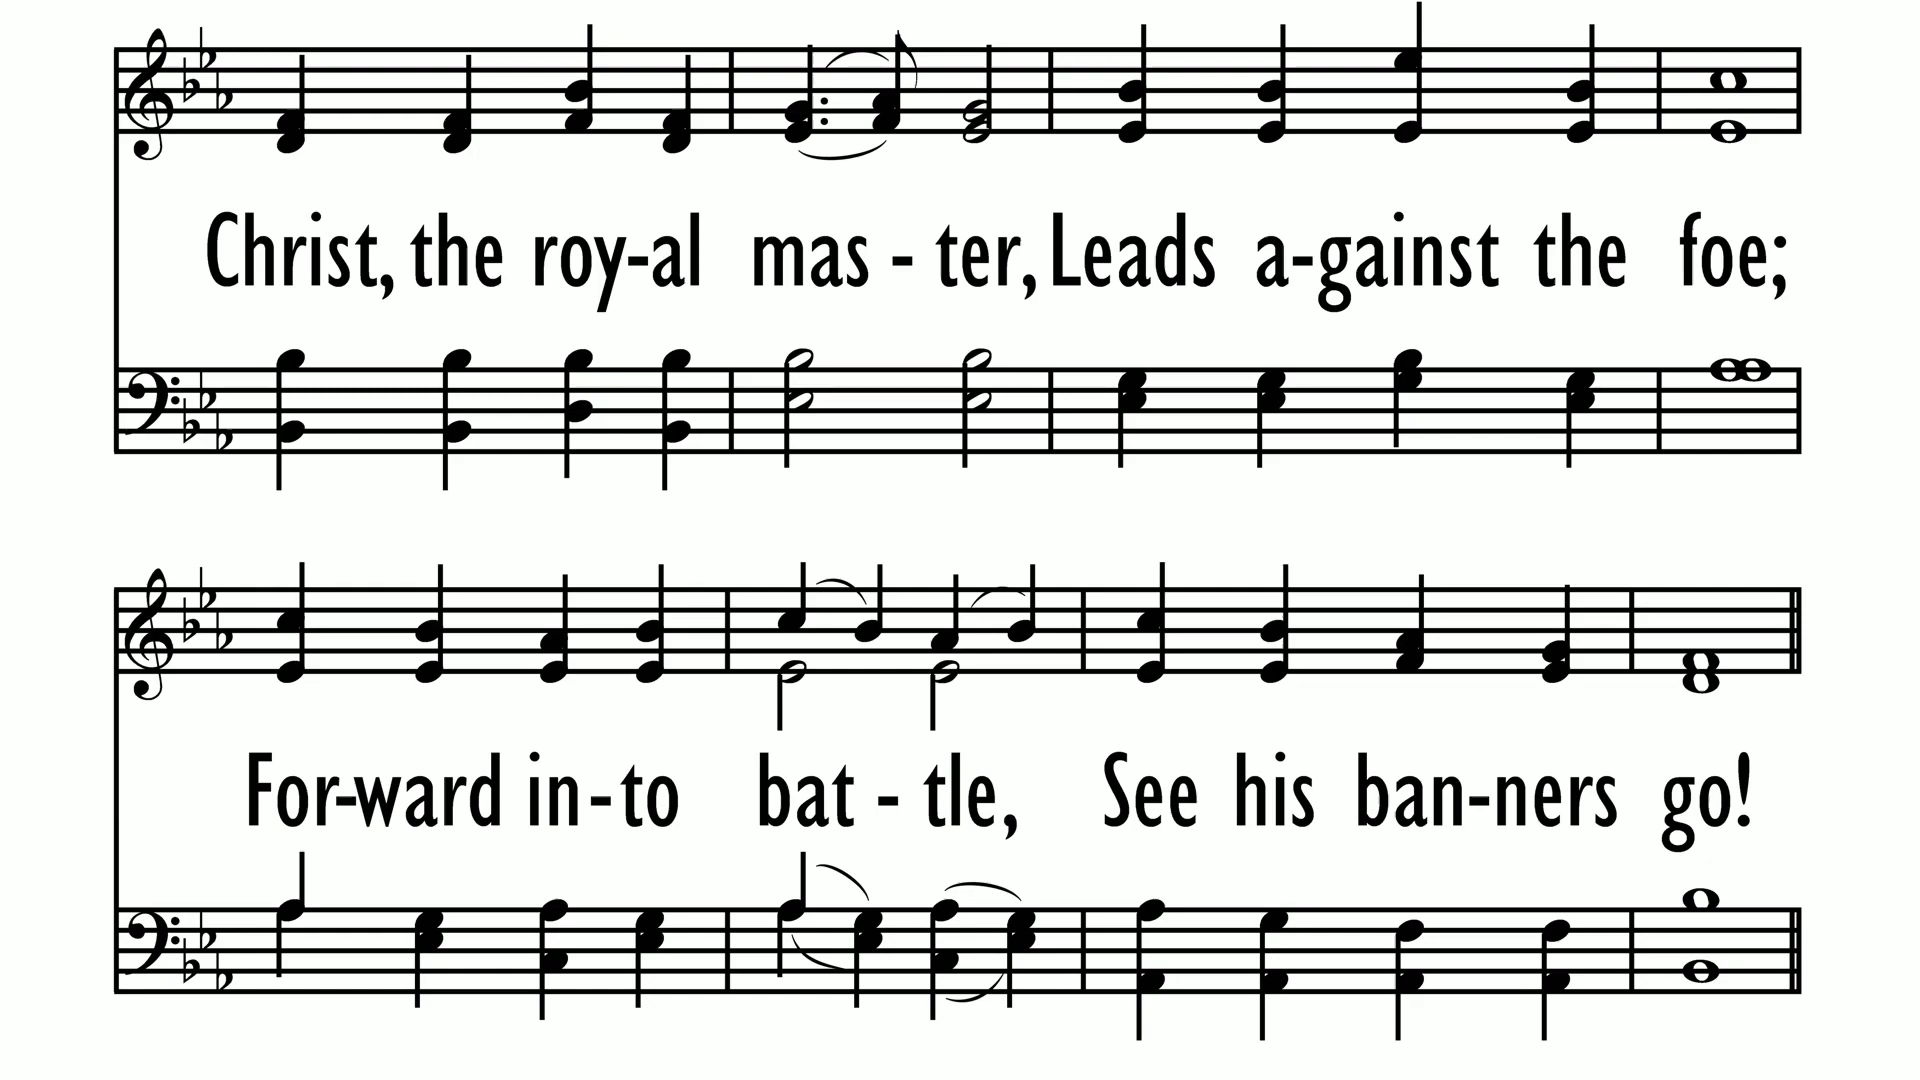 Christ, the roy-al mas - ter, Leads a-gainst the foe;
For-ward in-to bat - tle, See his ban-ners go!